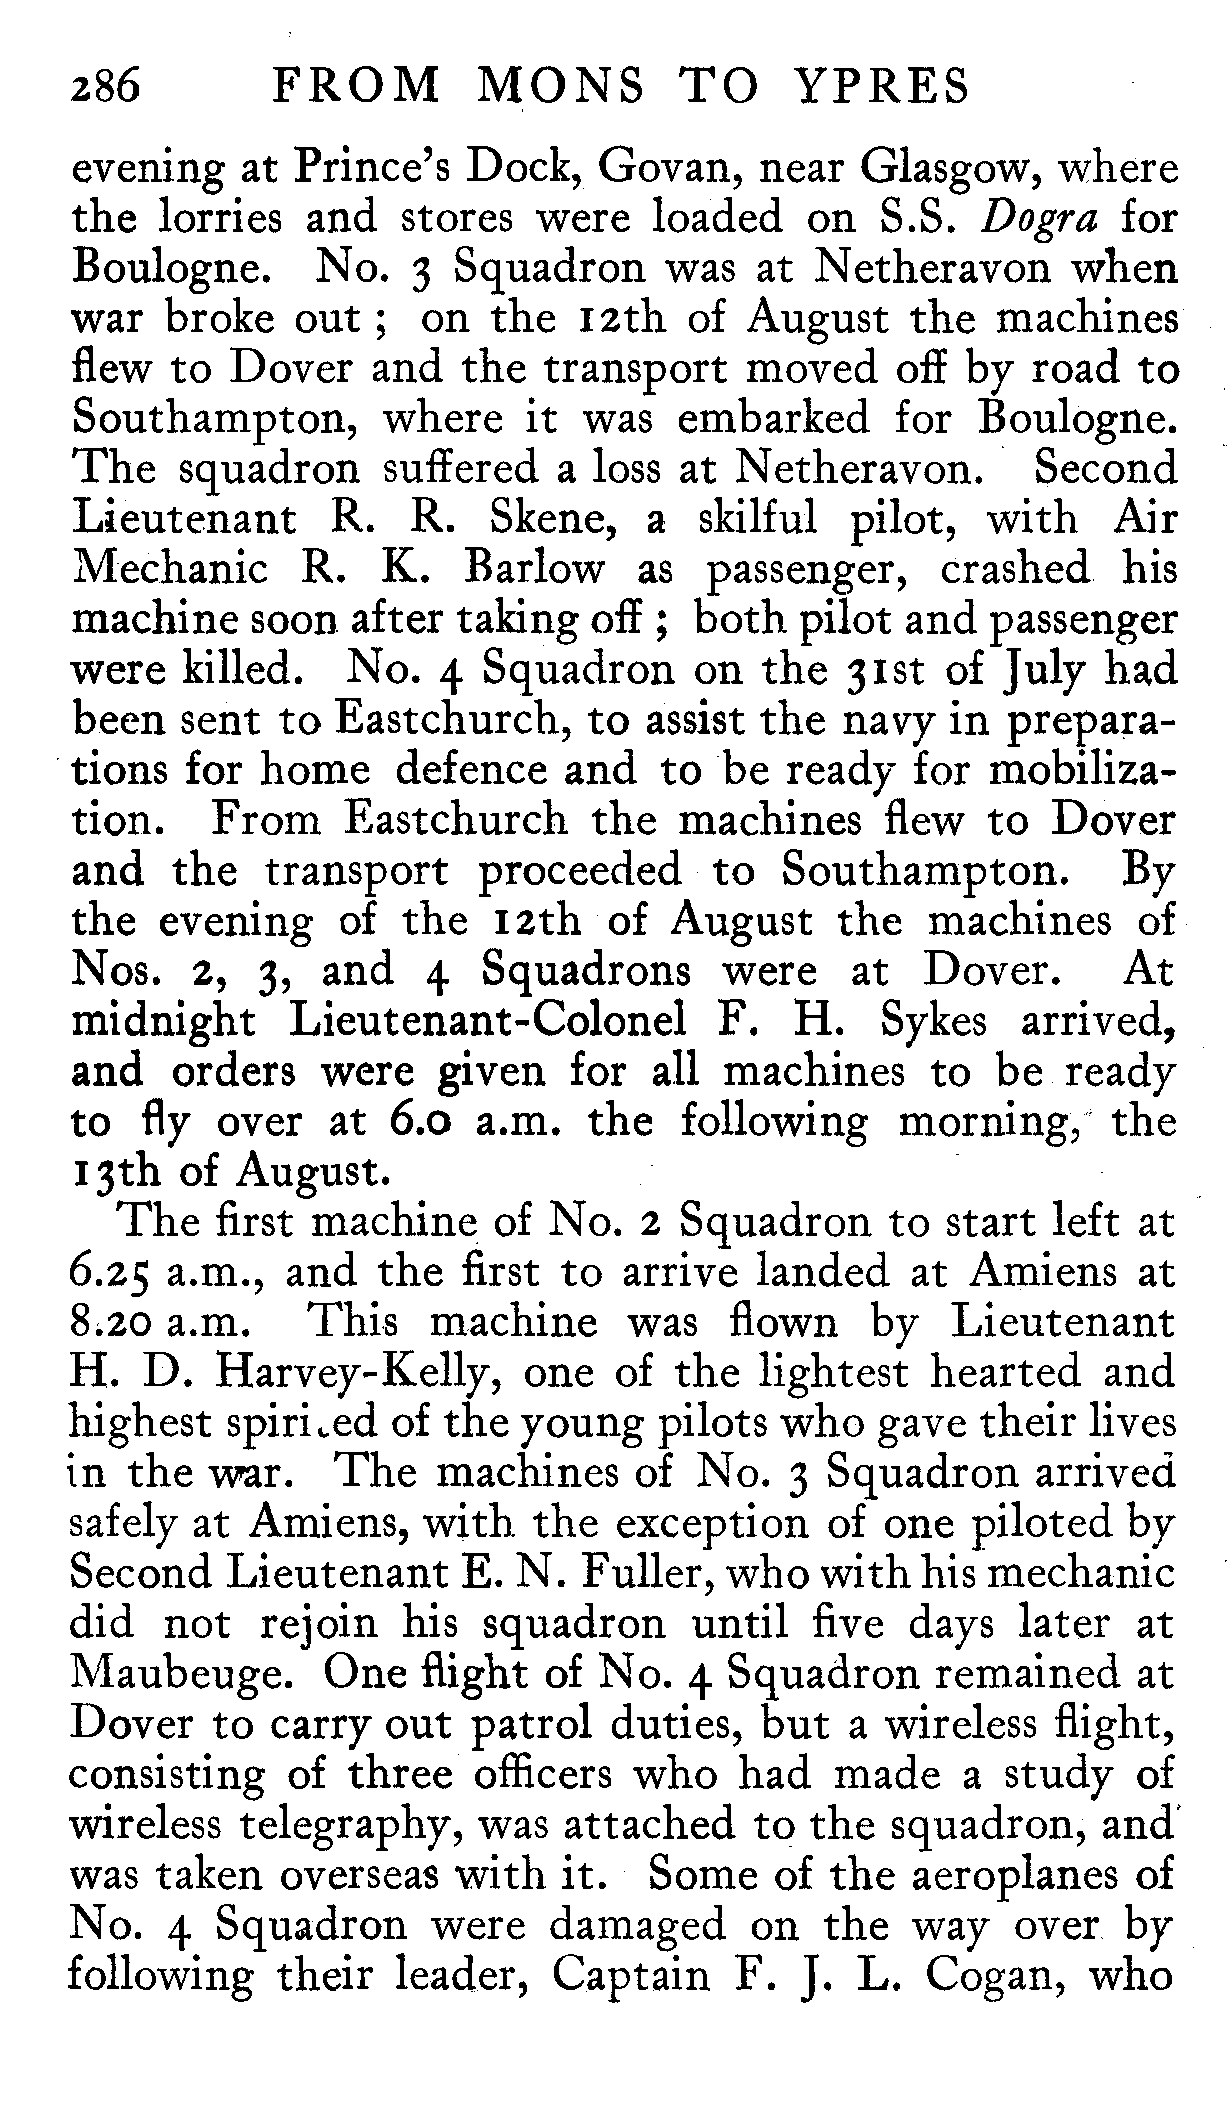 286 FROM MONS TO YPRES
evening at Prince's Dock, Govan, near Glasgow, where
the lorries and stores were loaded on S.S. Dogra for
Boulogne. No. 3 Squadron was at Netheravon when
war broke out ; on the 12th of August the machines
flew to Dover and the transport moved off by road to
Southampton, where it was embarked for Boulogne.
The squadron suffered a loss at Netheravon. Second
Lieutenant R. R. Skene, a skilful pilot, with Air
Mechanic R. K. Barlow as passenger, crashed his
machine soon after taking off ; both pilot and passenger
were killed. No. 4 Squadron on the 31st of July had
been sent to Eastchurch, to assist the navy in prepara-
tions for home defence and to be ready for mobiliza-
tion. From Eastchurch the machines flew to Dover
and the transport proceeded to Southampton. By
the evening of the 12th of August the machines of
Nos. 2, 3, and 4 Squadrons were at Dover. At
midnight Lieutenant-Colonel F. H. Sykes arrived,
and orders were given for all machines to be ready
to fly over at 6.0 a.m. the following morning, the
13th of August.
The first machine of No. 2 Squadron to start left at
6.25 a.m., and the first to arrive landed at Amiens at
8.20 a.m. This machine was flown by Lieutenant
H. D. Harvey-Kelly, one of the lightest hearted and
highest spirited of the young pilots who gave their lives
in the war. The machines of No. 3 Squadron arrived
safely at Amiens, with the exception of one piloted by
Second Lieutenant E. N. Fuller, who with his mechanic
did not rejoin his squadron until five days later at
Maubeuge. One flight of No. 4 Squadron remained at
Dover to carry out patrol duties, but a wireless flight,
consisting of three officers who had made a study of
wireless telegraphy, was attached to the squadron, and
was taken overseas with it. Some of the aeroplanes of
No. 4 Squadron were damaged on the way over by
following their leader, Captain F. J. L. Cogan, who